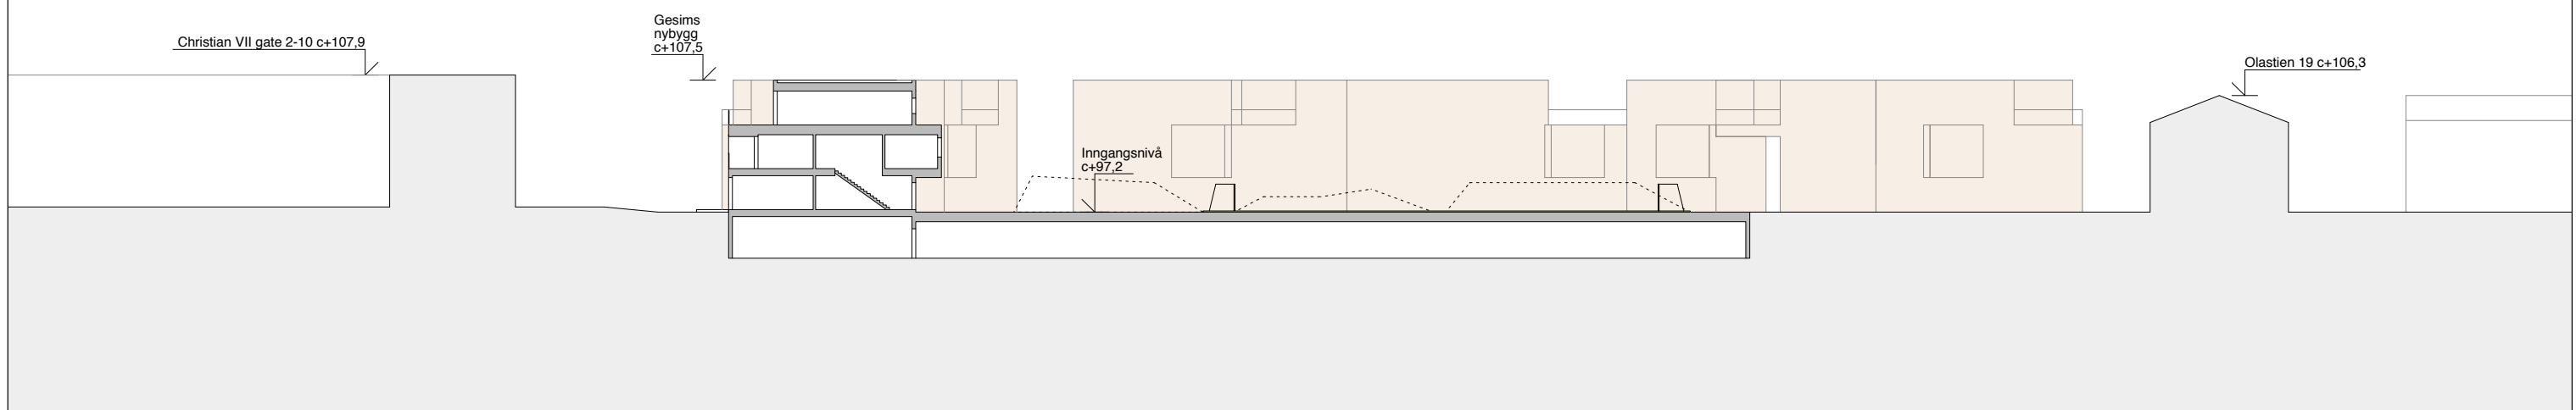 Christian VII gate 2-10 c+107,9
Gesims
nybygg
c+107,5
Inngangsnivå
c+97,2
Olastien 19 c+106,3